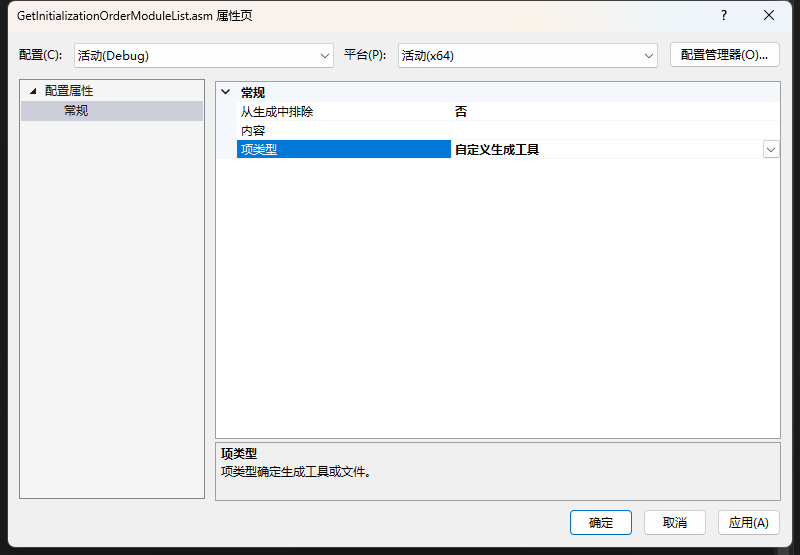 GetInitializationOrderModuleList.asm 属性页
配置(C): 活动(Debug) 平台(P): 活动(x64) 配置管理器(O)...
配置属性
常规
常规
从生成中排除 否
内容
项类型 自定义生成工具
项类型
项类型确定生成工具或文件。
确定 取消 应用(A)